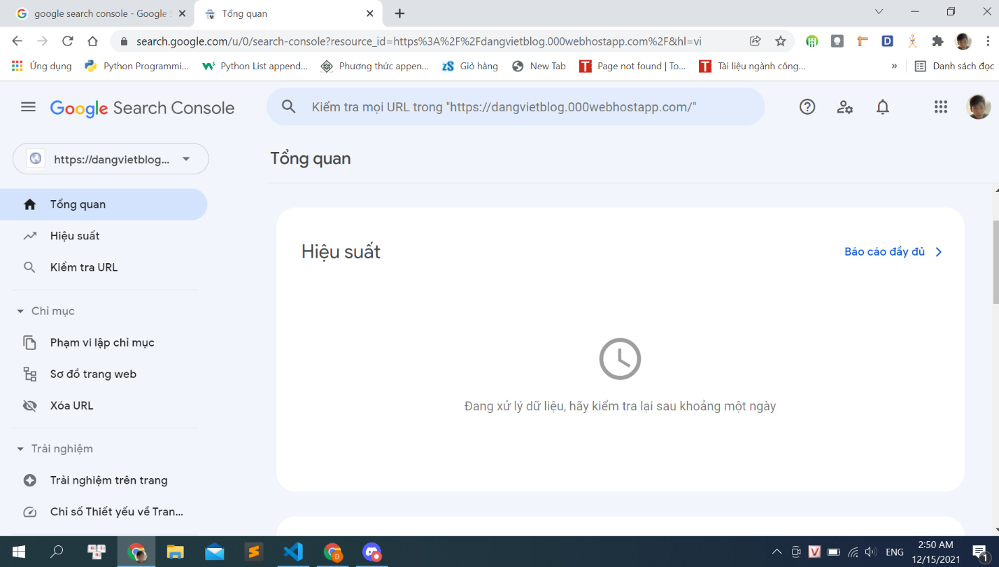 google search console - Google S
Tổng quan
search.google.com/u/0/search-console?resource_id=https%3A%2F%2Fdangvietblog.000webhostapp.com%2F&hl=vi
Ứng dụng
Python Programmi...
Python List append...
Phương thức appen...
Giỏ hàng
New Tab
Page not found | To...
Tài liệu ngành công...
»
Danh sách đọc
Google Search Console
Kiểm tra mọi URL trong "https://dangvietblog.000webhostapp.com/"
https://dangvietblog...
Tổng quan
Tổng quan
Hiệu suất
Kiểm tra URL
Chỉ mục
Phạm vi lập chỉ mục
Sơ đồ trang web
Xóa URL
Trải nghiệm
Trải nghiệm trên trang
Chỉ số Thiết yếu về Tran...
Hiệu suất
Báo cáo đầy đủ
Đang xử lý dữ liệu, hãy kiểm tra lại sau khoảng một ngày
ENG
2:50 AM
12/15/2021
1